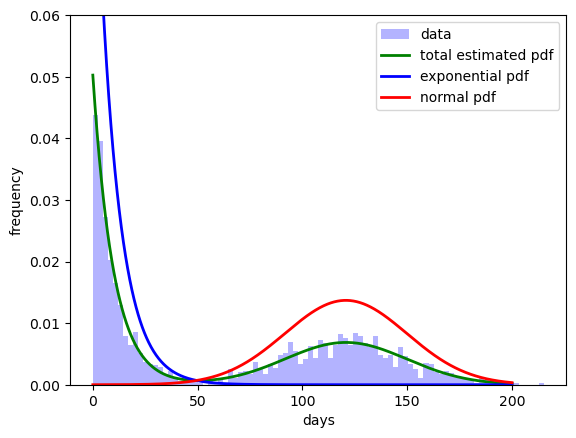 data
total estimated pdf
exponential pdf
normal pdf
0.06
0.05
0.04
0.03
0.02
0.01
0.00
frequency
0
50
100
150
200
days